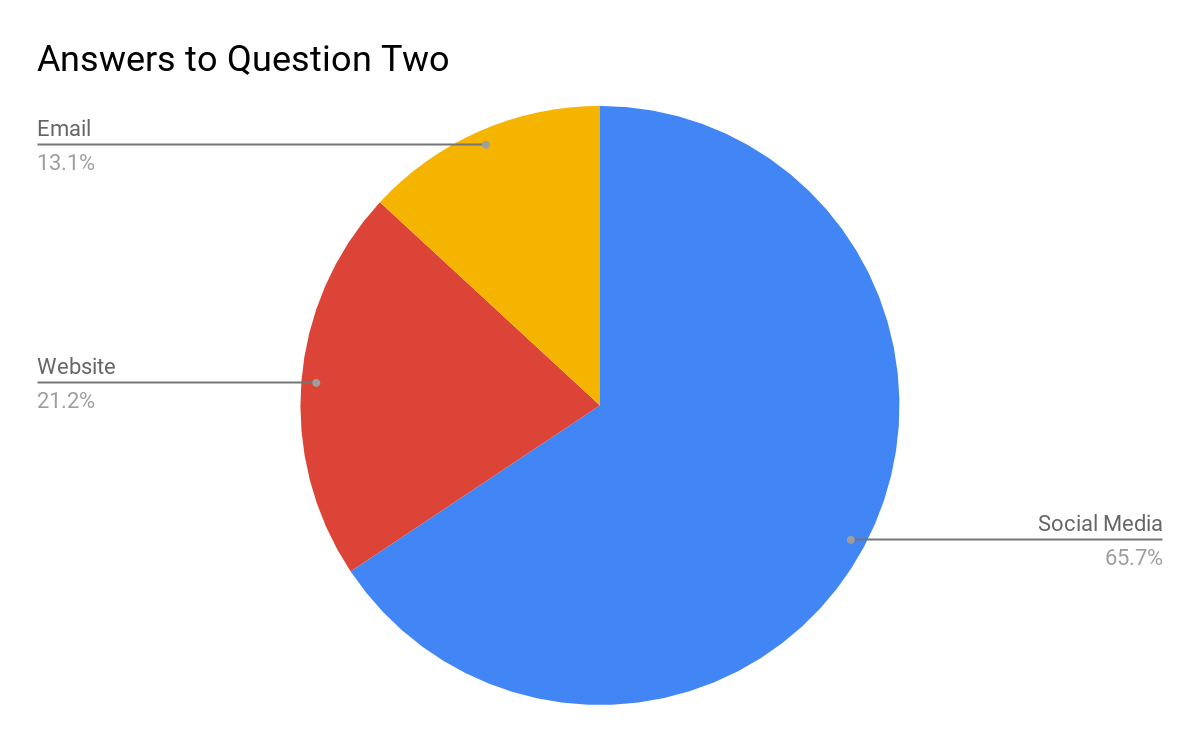 Answers to Question Two
Email
13.1%
Website
21.2%
Social Media
65.7%